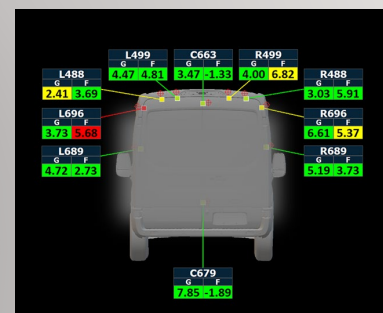 L499
G F
4.47 4.81
C663
G F
3.47 -1.33
R499
G F
4.00 6.82
L488
G F
2.41 3.69
R488
G F
3.03 5.91
L696
G F
3.73 5.68
R696
G F
6.61 5.37
L689
G F
4.72 2.73
R689
G F
5.19 3.73
C679
G F
7.85 -1.89